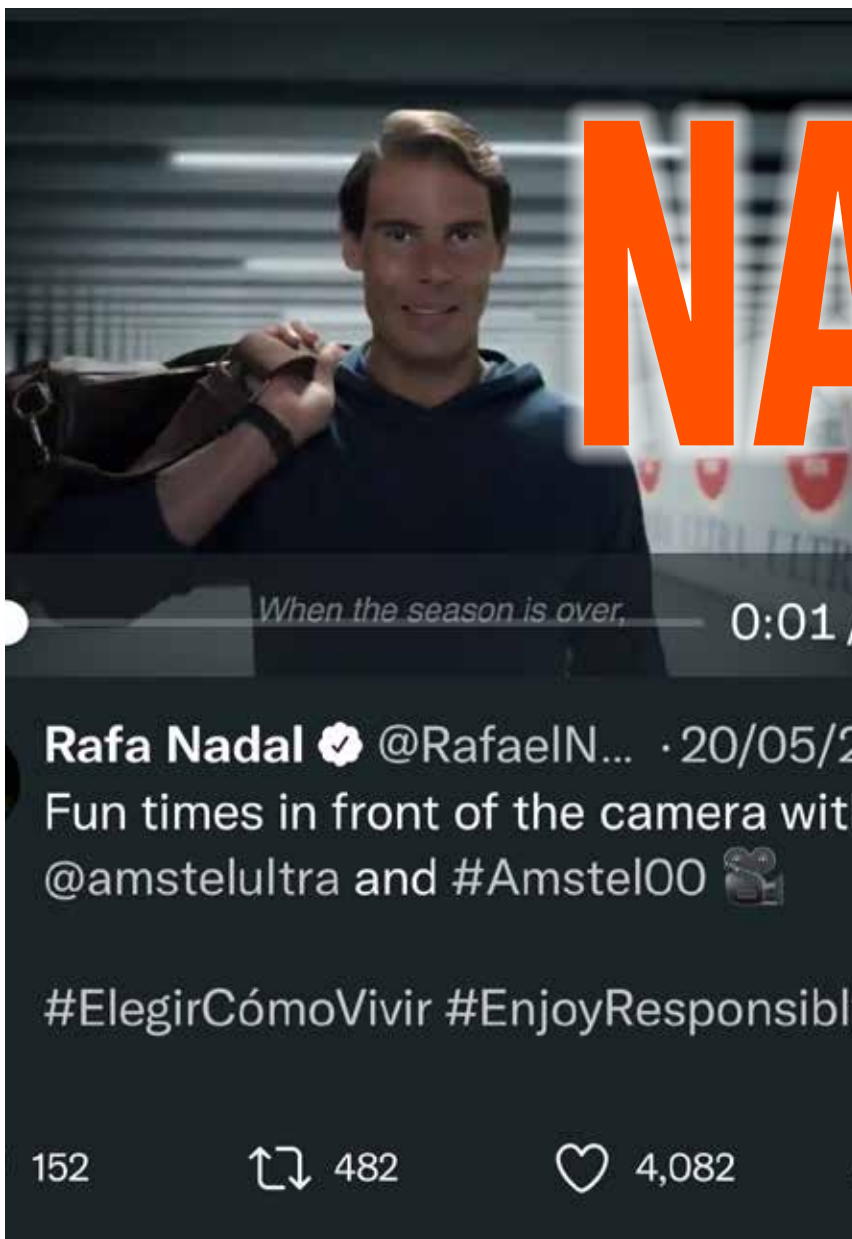 NA
When the season is over,
0:01 /
Rafa Nadal @RafaelN... · 20/05/2
Fun times in front of the camera wit
@amstelultra and #Amstel00
#ElegirCómoVivir #EnjoyResponsibl
152 482 4,082